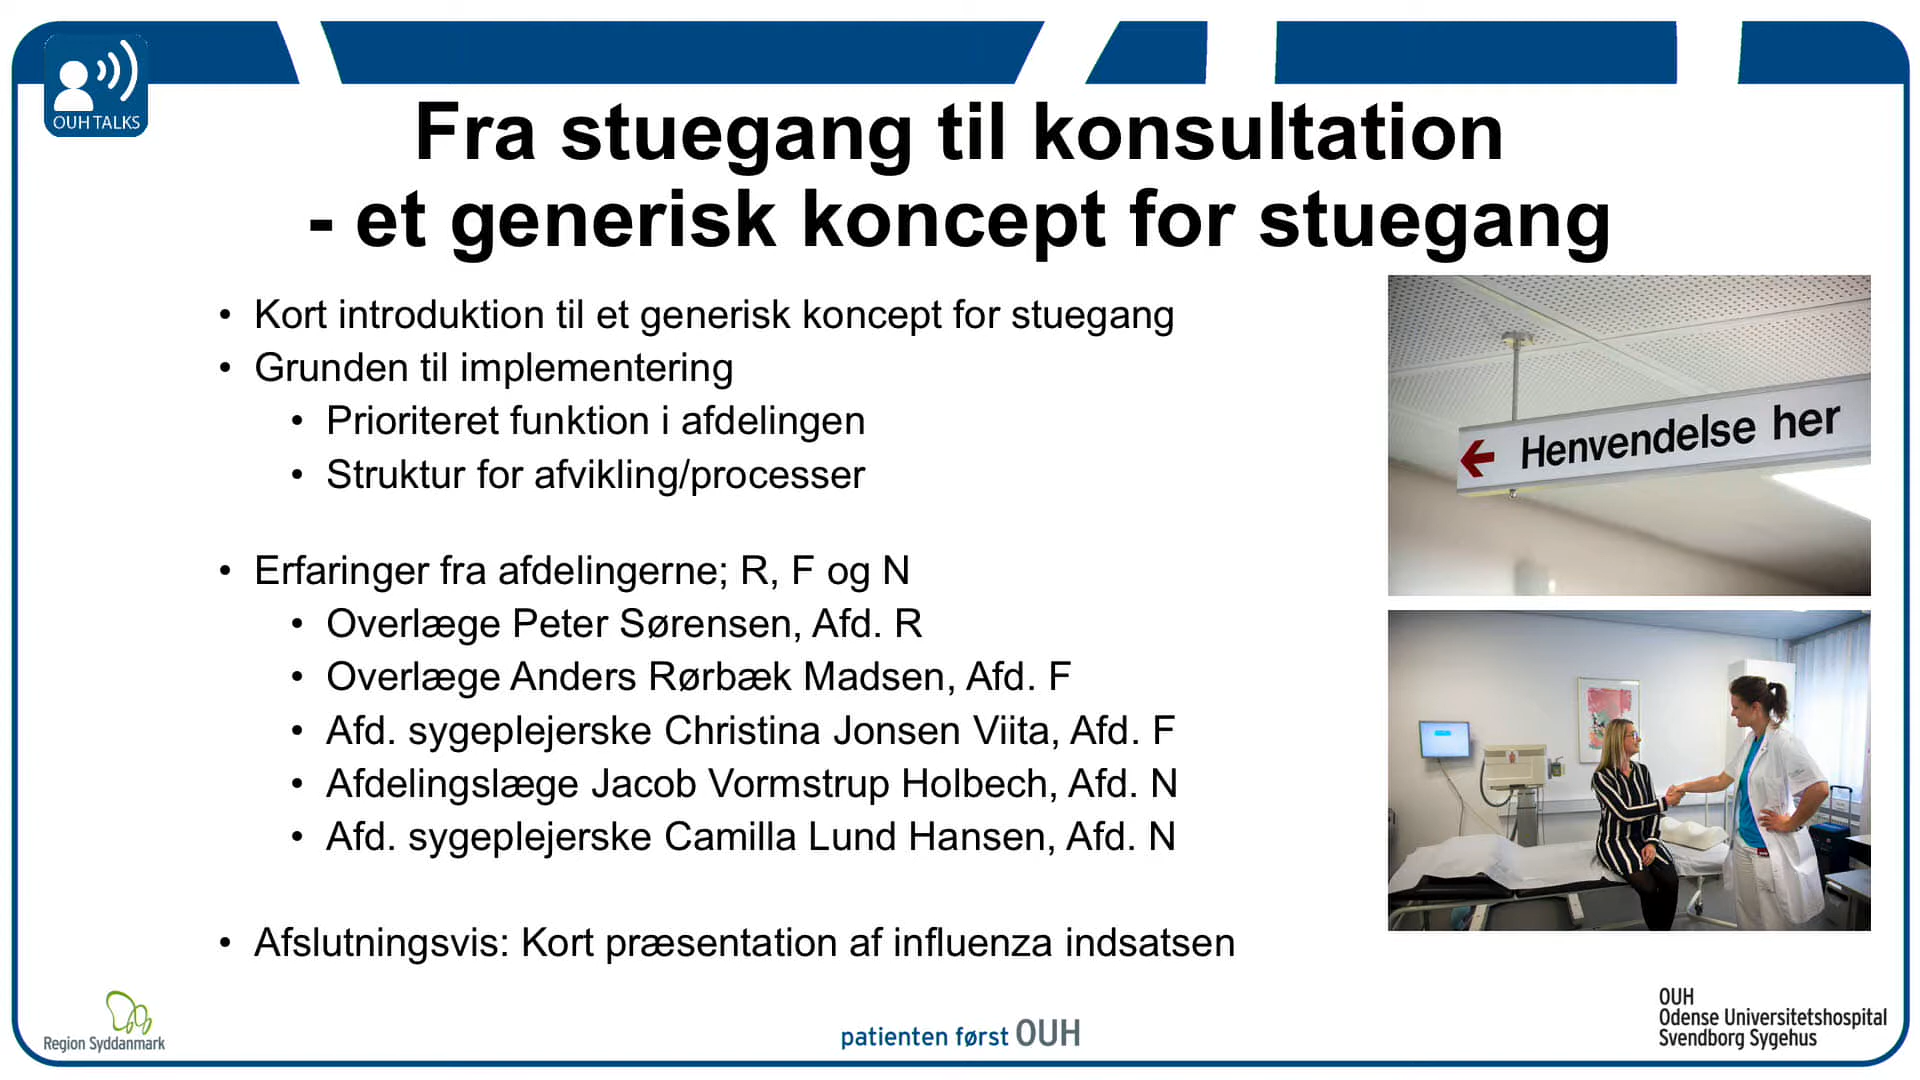 OUH TALKS
Fra stuegang til konsultation
- et generisk koncept for stuegang
• Kort introduktion til et generisk koncept for stuegang
• Grunden til implementering
• Prioriteret funktion i afdelingen
• Struktur for afvikling/processer
• Erfaringer fra afdelingerne; R, F og N
• Overlæge Peter Sørensen, Afd. R
• Overlæge Anders Rørbæk Madsen, Afd. F
• Afd. sygeplejerske Christina Jonsen Viita, Afd. F
• Afdelingslæge Jacob Vormstrup Holbech, Afd. N
• Afd. sygeplejerske Camilla Lund Hansen, Afd. N
• Afslutningsvis: Kort præsentation af influenza indsatsen
Henvendelse her
Region Syddanmark
patienten først OUH
OUH
Odense Universitetshospital
Svendborg Sygehus